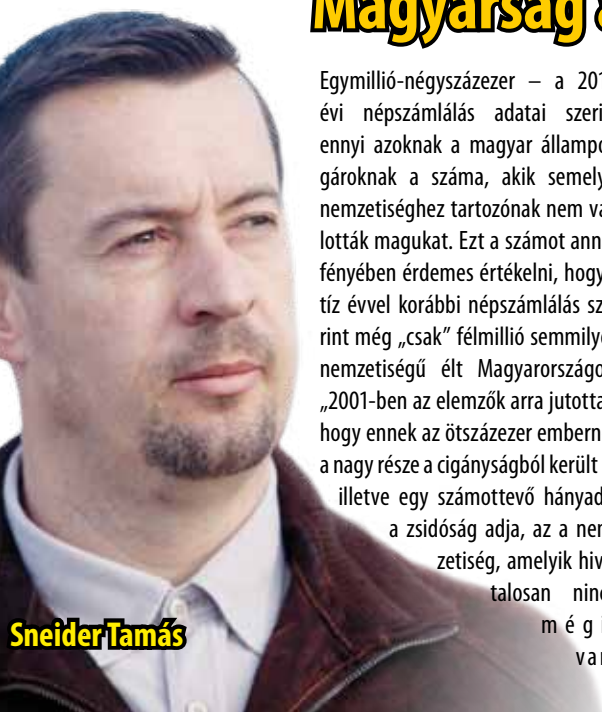 Magyarság a
Egymillió-négyszázezer – a 201
évi népszámlálás adatai szeri
ennyi azoknak a magyar állampo
gároknak a száma, akik semely
nemzetiséghez tartozónak nem va
lották magukat. Ezt a számot ann
fényében érdemes értékelni, hogy
tíz évvel korábbi népszámlálás sz
rint még „csak” félmillió semmilye
nemzetiségű élt Magyarországo
„2001-ben az elemzők arra jutotta
hogy ennek az ötszázezer embern
a nagy része a cigányságból került
illetve egy számottevő hányad
a zsidóság adja, az a nem
zetiség, amelyik hiv
talosan ninc
mégi
van
Sneider Tamás